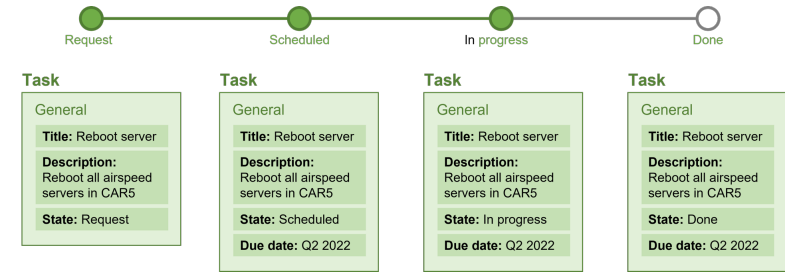 Request
Scheduled
In progress
Done
Task
General
Title: Reboot server
Description:
Reboot all airspeed
servers in CAR5
State: Request
Task
General
Title: Reboot server
Description:
Reboot all airspeed
servers in CAR5
State: Scheduled
Due date: Q2 2022
Task
General
Title: Reboot server
Description:
Reboot all airspeed
servers in CAR5
State: In progress
Due date: Q2 2022
Task
General
Title: Reboot server
Description:
Reboot all airspeed
servers in CAR5
State: Done
Due date: Q2 2022